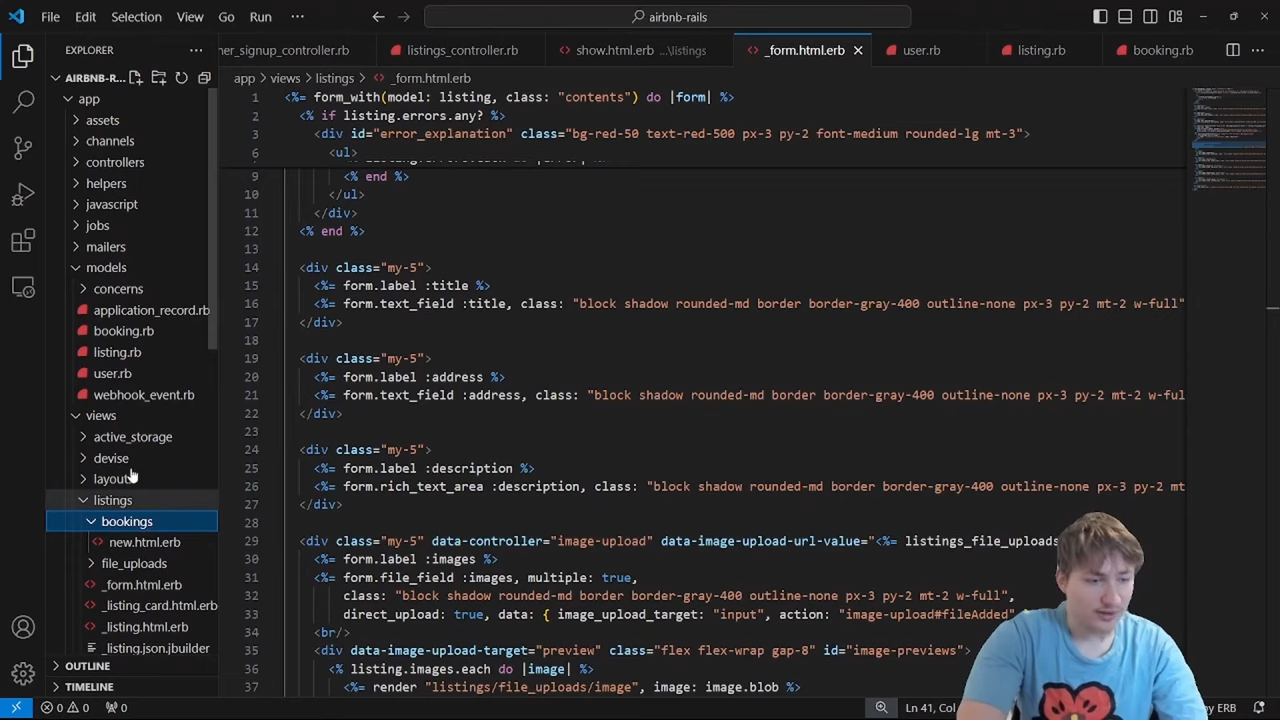 File Edit Selection View Go Run ··· airbnb-rails
EXPLORER ···
ner_signup_controller.rb listings_controller.rb show.html.erb ...\listings _form.html.erb user.rb listing.rb booking.rb ···
AIRBNB-R...
app > views > listings > _form.html.erb
app
assets
channels
controllers
helpers
javascript
jobs
mailers
models
concerns
application_record.rb
booking.rb
listing.rb
user.rb
webhook_event.rb
views
active_storage
devise
layouts
listings
bookings
new.html.erb
file_uploads
_form.html.erb
_listing_card.html.erb
_listing.html.erb
_listing.json.jbuilder
OUTLINE
TIMELINE
1 <%= form_with(model: listing, class: "contents") do |form| %>
2 <% if listing.errors.any? %>
3 <div id="error_explanation" class="bg-red-50 text-red-500 px-3 py-2 font-medium rounded-lg mt-3">
6 <ul>
9 <% end %>
10 </ul>
11 </div>
12 <% end %>
13
14 <div class="my-5">
15 <%= form.label :title %>
16 <%= form.text_field :title, class: "block shadow rounded-md border border-gray-400 outline-none px-3 py-2 mt-2 w-full"
17 </div>
18
19 <div class="my-5">
20 <%= form.label :address %>
21 <%= form.text_field :address, class: "block shadow rounded-md border border-gray-400 outline-none px-3 py-2 mt-2 w-ful
22 </div>
23
24 <div class="my-5">
25 <%= form.label :description %>
26 <%= form.rich_text_area :description, class: "block shadow rounded-md border border-gray-400 outline-none px-3 py-2 mt
27 </div>
28
29 <div class="my-5" data-controller="image-upload" data-image-upload-url-value="<%= listings_file_uploads
30 <%= form.label :images %>
31 <%= form.file_field :images, multiple: true,
32 class: "block shadow rounded-md border border-gray-400 outline-none px-3 py-2 mt-2 w-full",
33 direct_upload: true, data: { image_upload_target: "input", action: "image-upload#fileAdded"
34 <br/>
35 <div data-image-upload-target="preview" class="flex flex-wrap gap-8" id="image-previews">
36 <% listing.images.each do |image| %>
37 <%= render "listings/file_uploads/image", image: image.blob %>
0 0 0 Ln 41, Col ERB